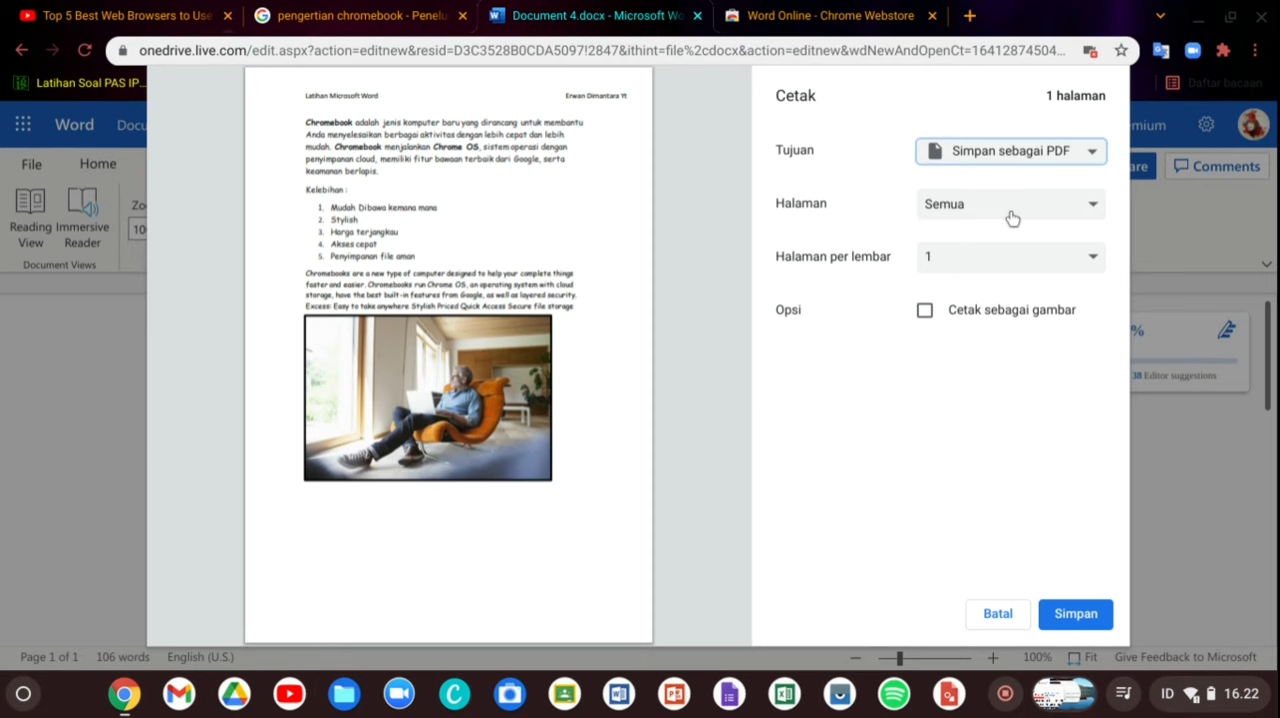 Top 5 Best Web Browsers to Use
pengertian chromebook - Penelu
Document 4.docx - Microsoft Wo
Word Online - Chrome Webstore
onedrive.live.com/edit.aspx?action=editnew&resid=D3C3528B0CDA5097!2847&ithint=file%2cdocx&action=editnew&wdNewAndOpenCt=16412874504...
Latihan Soal PAS IP...
Daftar bacaan
Word
Docu
mium
File
Home
are
Comments
Reading View
Immersive Reader
Zo
10
Document Views
Latihan Microsoft Word
Erwan Dimantara Yt
Chromebook adalah jenis komputer baru yang dirancang untuk membantu
Anda menyelesaikan berbagai aktivitas dengan lebih cepat dan lebih
mudah. Chromebook menjalankan Chrome OS, sistem operasi dengan
penyimpanan cloud, memiliki fitur bawaan terbaik dari Google, serta
keamanan berlapis.
Kelebihan :
1. Mudah Dibawa kemana mana
2. Stylish
3. Harga terjangkau
4. Akses cepat
5. Penyimpanan file aman
Chromebooks are a new type of computer designed to help your complete things
faster and easier. Chromebooks run Chrome OS, an operating system with cloud
storage, have the best built-in features from Google, as well as layered security.
Excess: Easy to take anywhere Stylish Priced Quick Access Secure file storage
Cetak
1 halaman
Tujuan
Simpan sebagai PDF
Halaman
Semua
Halaman per lembar
1
Opsi
Cetak sebagai gambar
%
38 Editor suggestions
Batal
Simpan
Page 1 of 1
106 words
English (U.S.)
100%
Fit
Give Feedback to Microsoft
ID
16.22